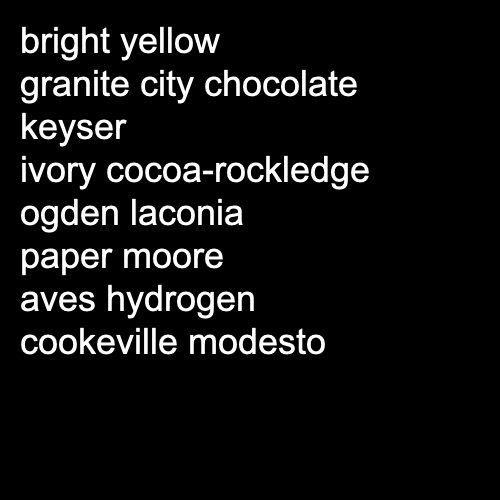 bright yellow
granite city chocolate
keyser
ivory cocoa-rockledge
ogden laconia
paper moore
aves hydrogen
cookeville modesto